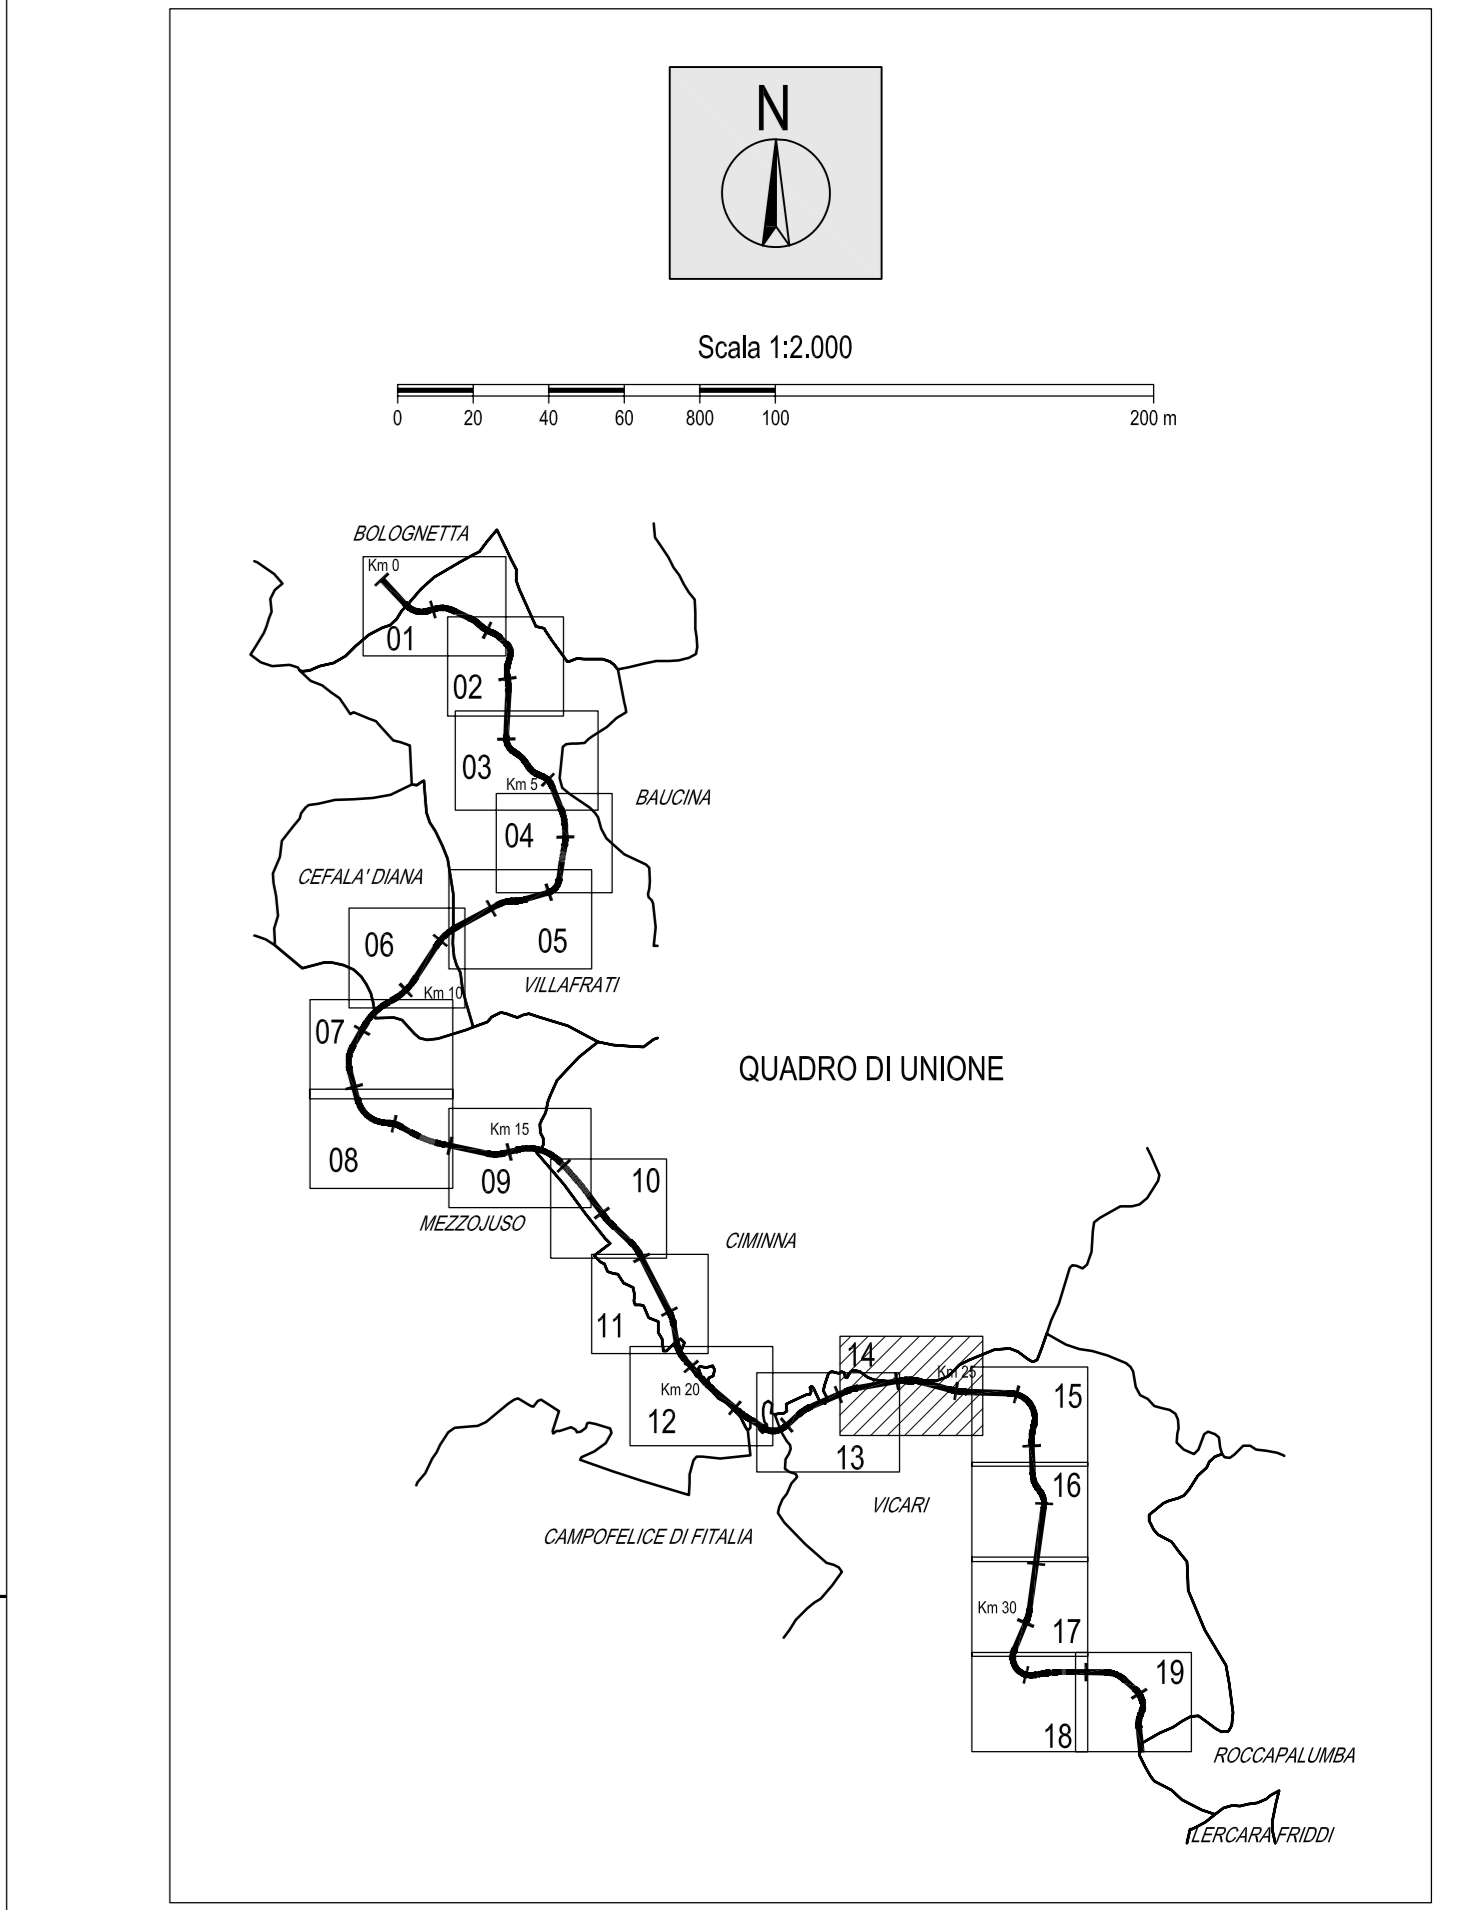 N
Scala 1:2.000
0 20 40 60 800 100 200 m
BOLOGNETTA
Km 0
01
02
03
Km 5
BAUCINA
04
CEFALA' DIANA
05
06
VILLAFRATI
Km 10
07
QUADRO DI UNIONE
Km 15
08
09
10
MEZZOJUSO
CIMINNA
11
14
Km 25
Km 20
15
12
13
16
VICARI
CAMPOFELICE DI FITALIA
Km 30
17
19
18
ROCCAPALUMBA
LERCARA FRIDDI